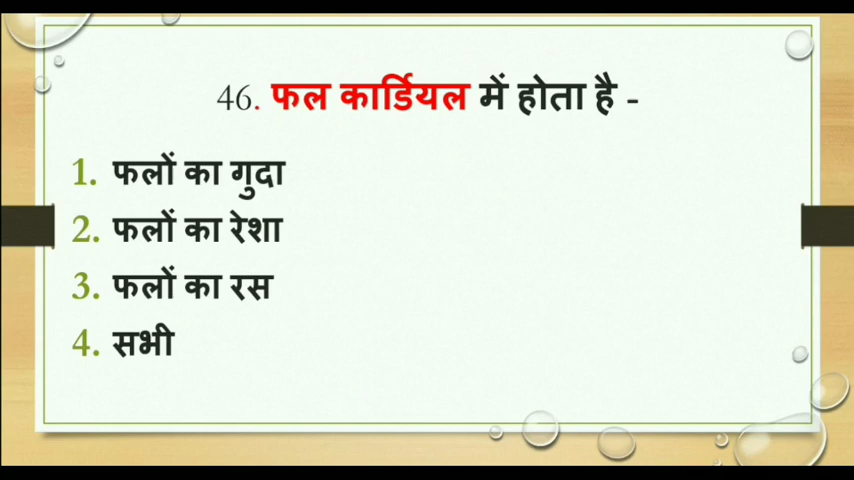 46. फल कार्डियल में होता है -
1. फलों का गुदा
2. फलों का रेशा
3. फलों का रस
4. सभी